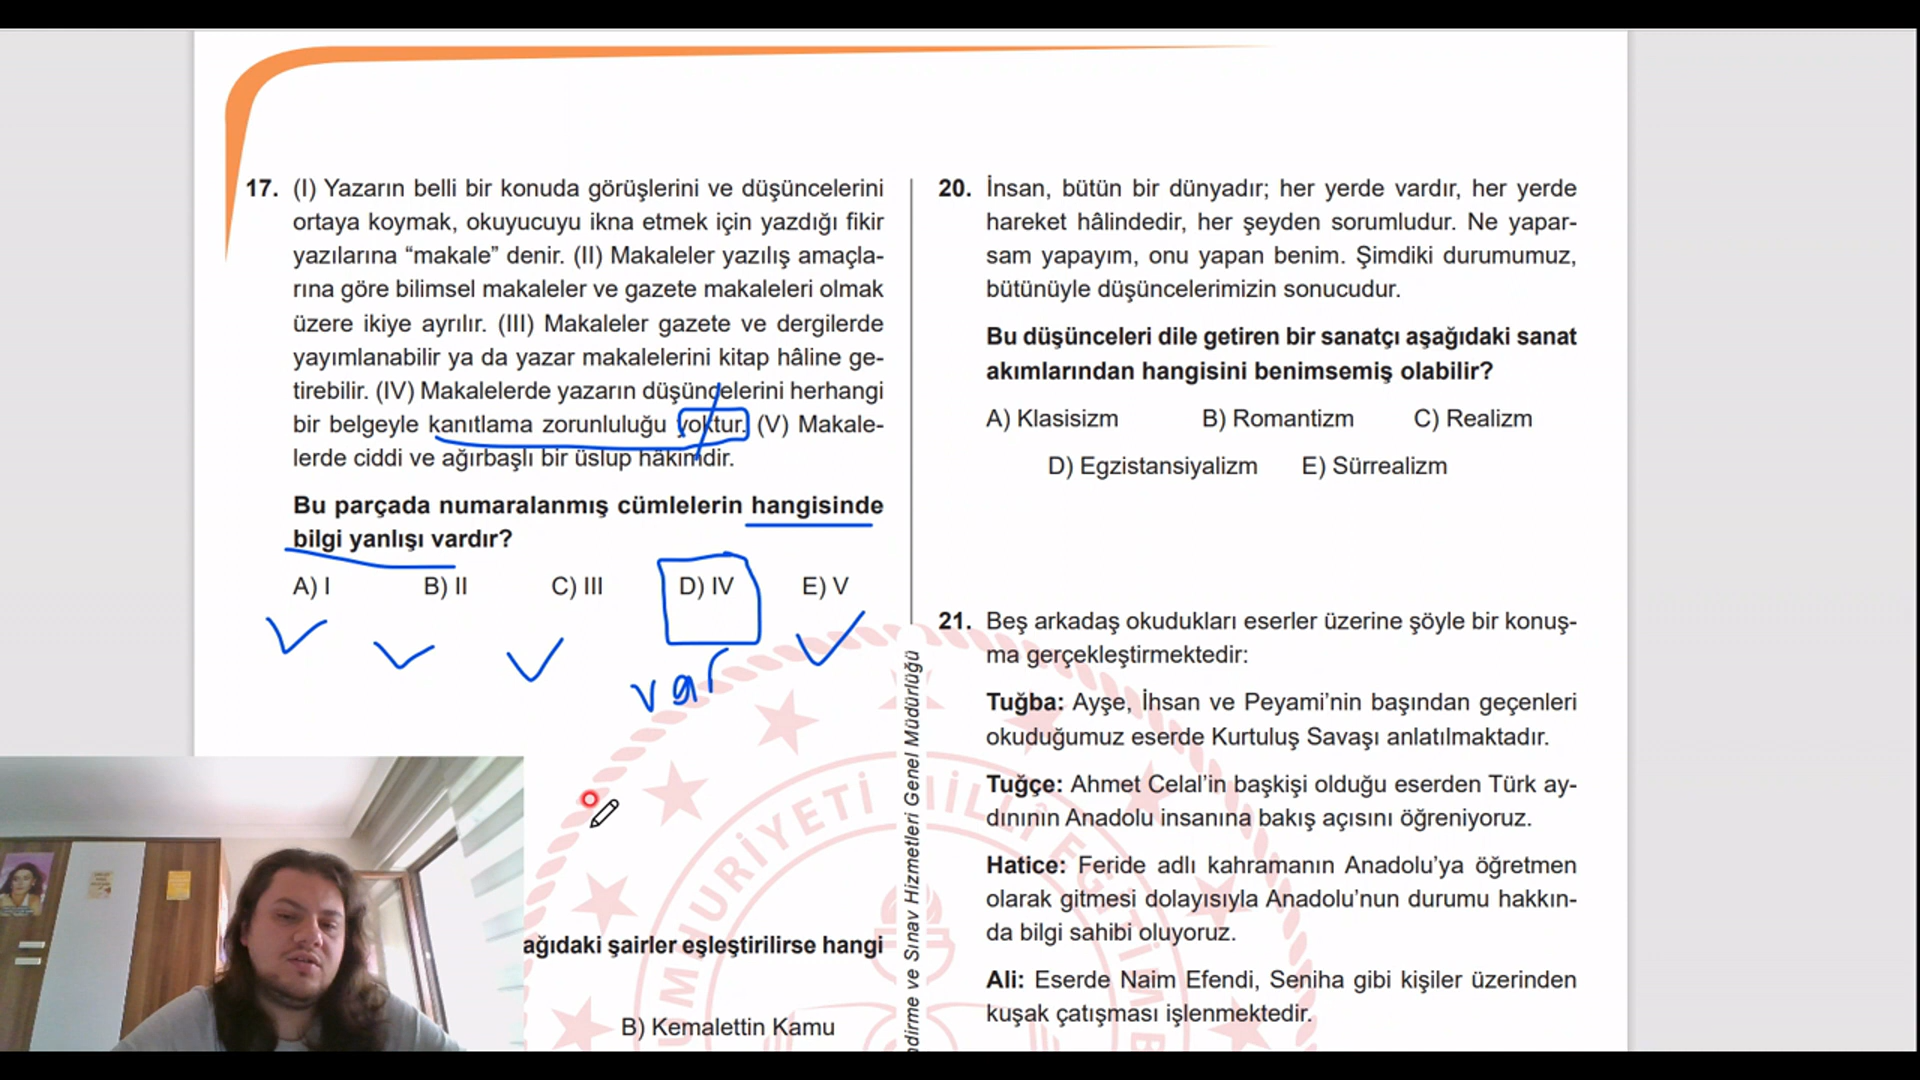 17. (I) Yazarın belli bir konuda görüşlerini ve düşüncelerini
ortaya koymak, okuyucuyu ikna etmek için yazdığı fikir
yazılarına “makale” denir. (II) Makaleler yazılış amaçla-
rına göre bilimsel makaleler ve gazete makaleleri olmak
üzere ikiye ayrılır. (III) Makaleler gazete ve dergilerde
yayımlanabilir ya da yazar makalelerini kitap hâline ge-
tirebilir. (IV) Makalelerde yazarın düşüncelerini herhangi
bir belgeyle kanıtlama zorunluluğu yoktur. (V) Makale-
lerde ciddi ve ağırbaşlı bir üslup hâkimdir.
Bu parçada numaralanmış cümlelerin hangisinde
bilgi yanlışı vardır?
A) I B) II C) III D) IV E) V
var
ağıdaki şairler eşleştirilirse hangi
B) Kemalettin Kamu
ndirme ve Sınav Hizmetleri Genel Müdürlüğü
UMHURİYETİ MİLLÎ EĞİTİM B
20. İnsan, bütün bir dünyadır; her yerde vardır, her yerde
hareket hâlindedir, her şeyden sorumludur. Ne yapar-
sam yapayım, onu yapan benim. Şimdiki durumumuz,
bütünüyle düşüncelerimizin sonucudur.
Bu düşünceleri dile getiren bir sanatçı aşağıdaki sanat
akımlarından hangisini benimsemiş olabilir?
A) Klasisizm B) Romantizm C) Realizm
D) Egzistansiyalizm E) Sürrealizm
21. Beş arkadaş okudukları eserler üzerine şöyle bir konuş-
ma gerçekleştirmektedir:
Tuğba: Ayşe, İhsan ve Peyami’nin başından geçenleri
okuduğumuz eserde Kurtuluş Savaşı anlatılmaktadır.
Tuğçe: Ahmet Celal’in başkişi olduğu eserden Türk ay-
dınının Anadolu insanına bakış açısını öğreniyoruz.
Hatice: Feride adlı kahramanın Anadolu’ya öğretmen
olarak gitmesi dolayısıyla Anadolu’nun durumu hakkın-
da bilgi sahibi oluyoruz.
Ali: Eserde Naim Efendi, Seniha gibi kişiler üzerinden
kuşak çatışması işlenmektedir.